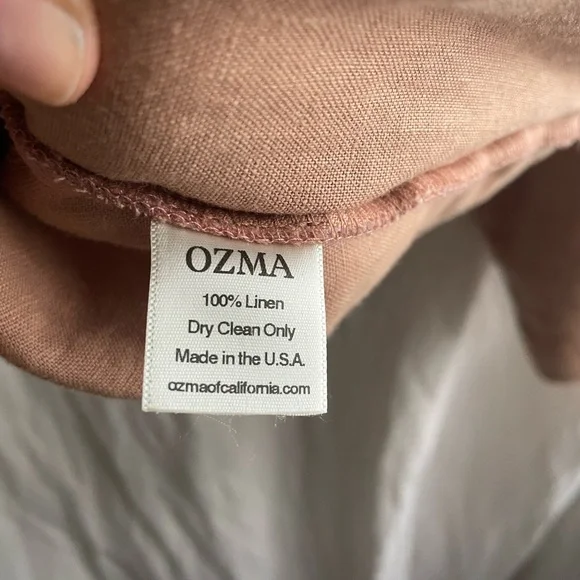 OZMA
100% Linen
Dry Clean Only
Made in the U.S.A.
ozmaofcalifornia.com